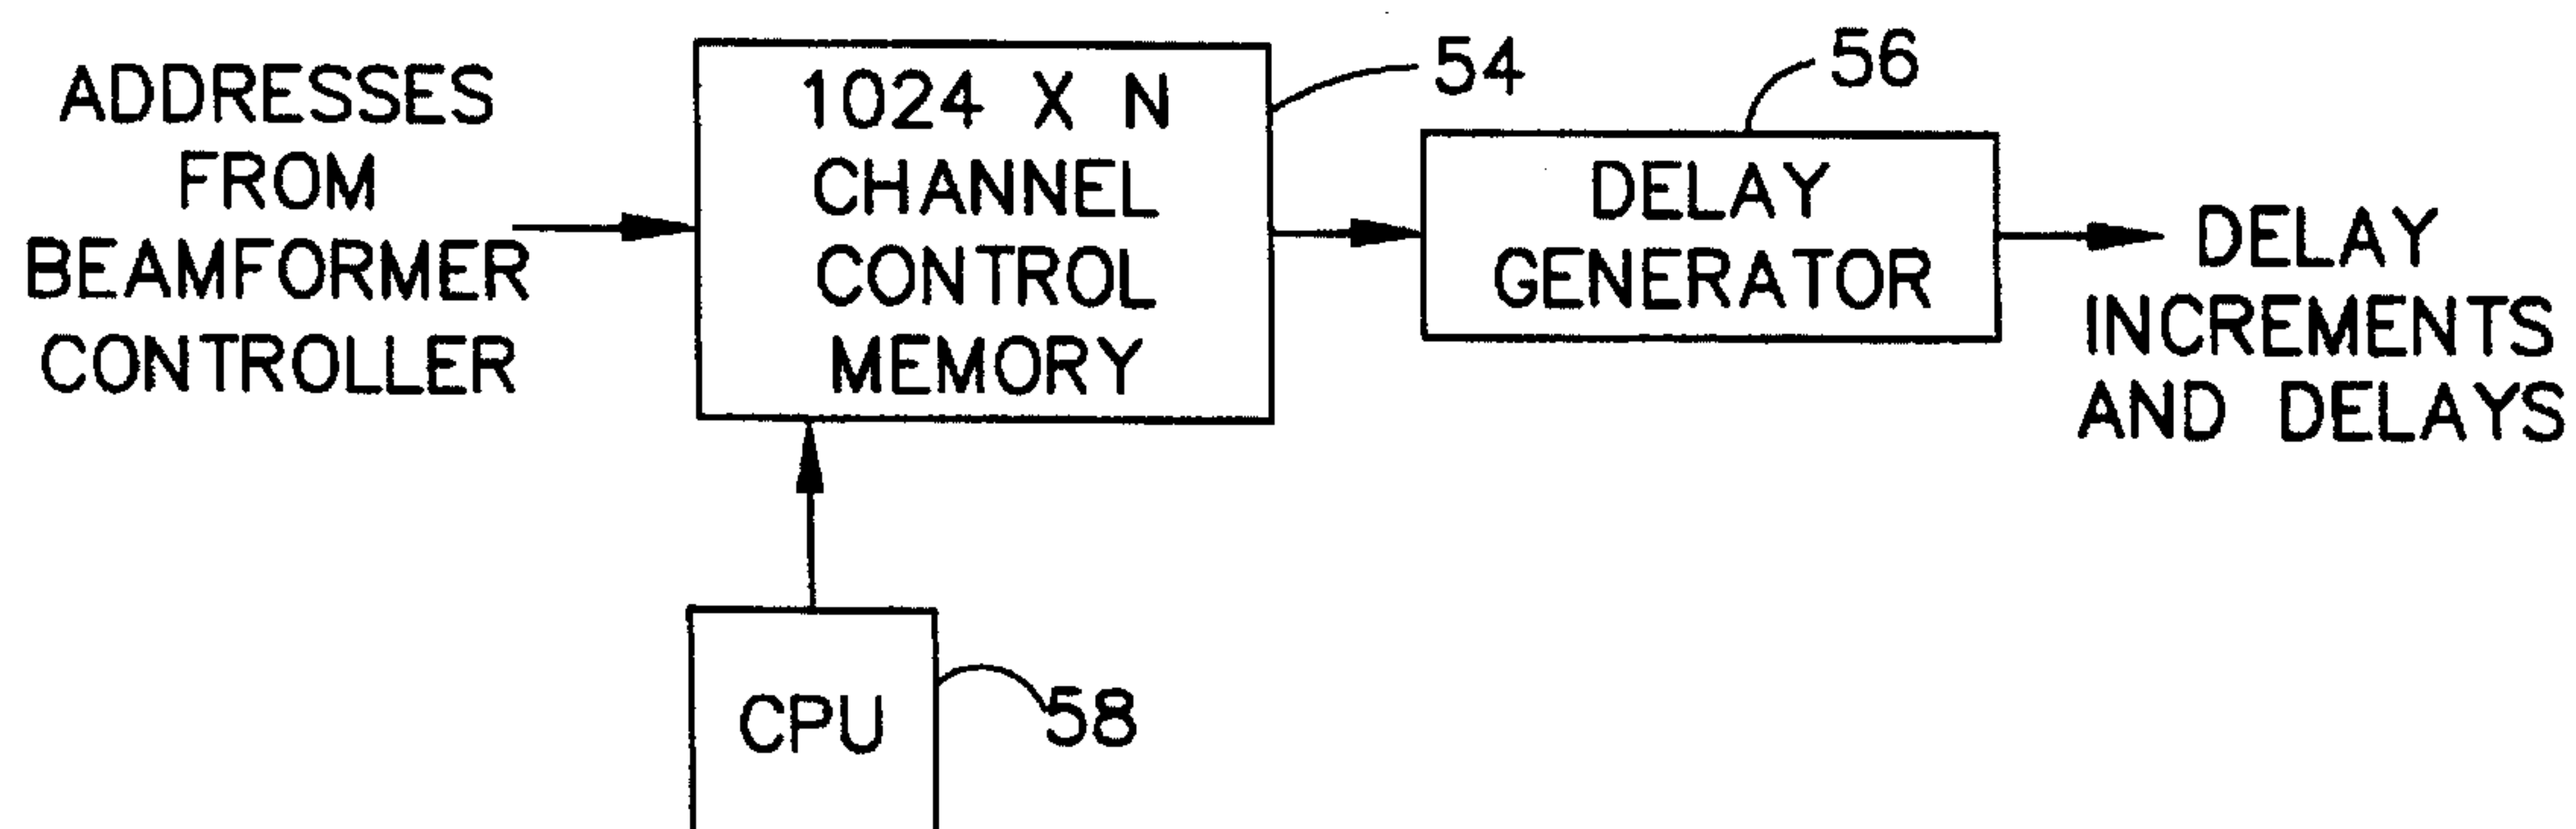 ADDRESSES
FROM
BEAMFORMER
CONTROLLER
1024 X N
CHANNEL
CONTROL
MEMORY
54
DELAY
GENERATOR
56
DELAY
INCREMENTS
AND DELAYS
CPU
58